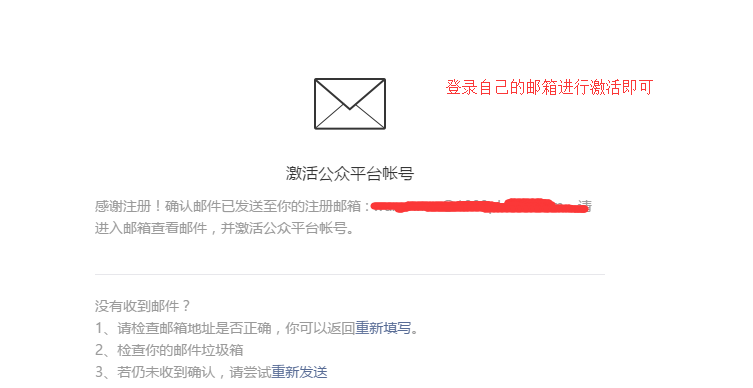 登录自己的邮箱进行激活即可
激活公众平台帐号
感谢注册！确认邮件已发送至你的注册邮箱： 请
进入邮箱查看邮件，并激活公众平台帐号。
没有收到邮件？
1、请检查邮箱地址是否正确，你可以返回重新填写。
2、检查你的邮件垃圾箱
3、若仍未收到确认，请尝试重新发送